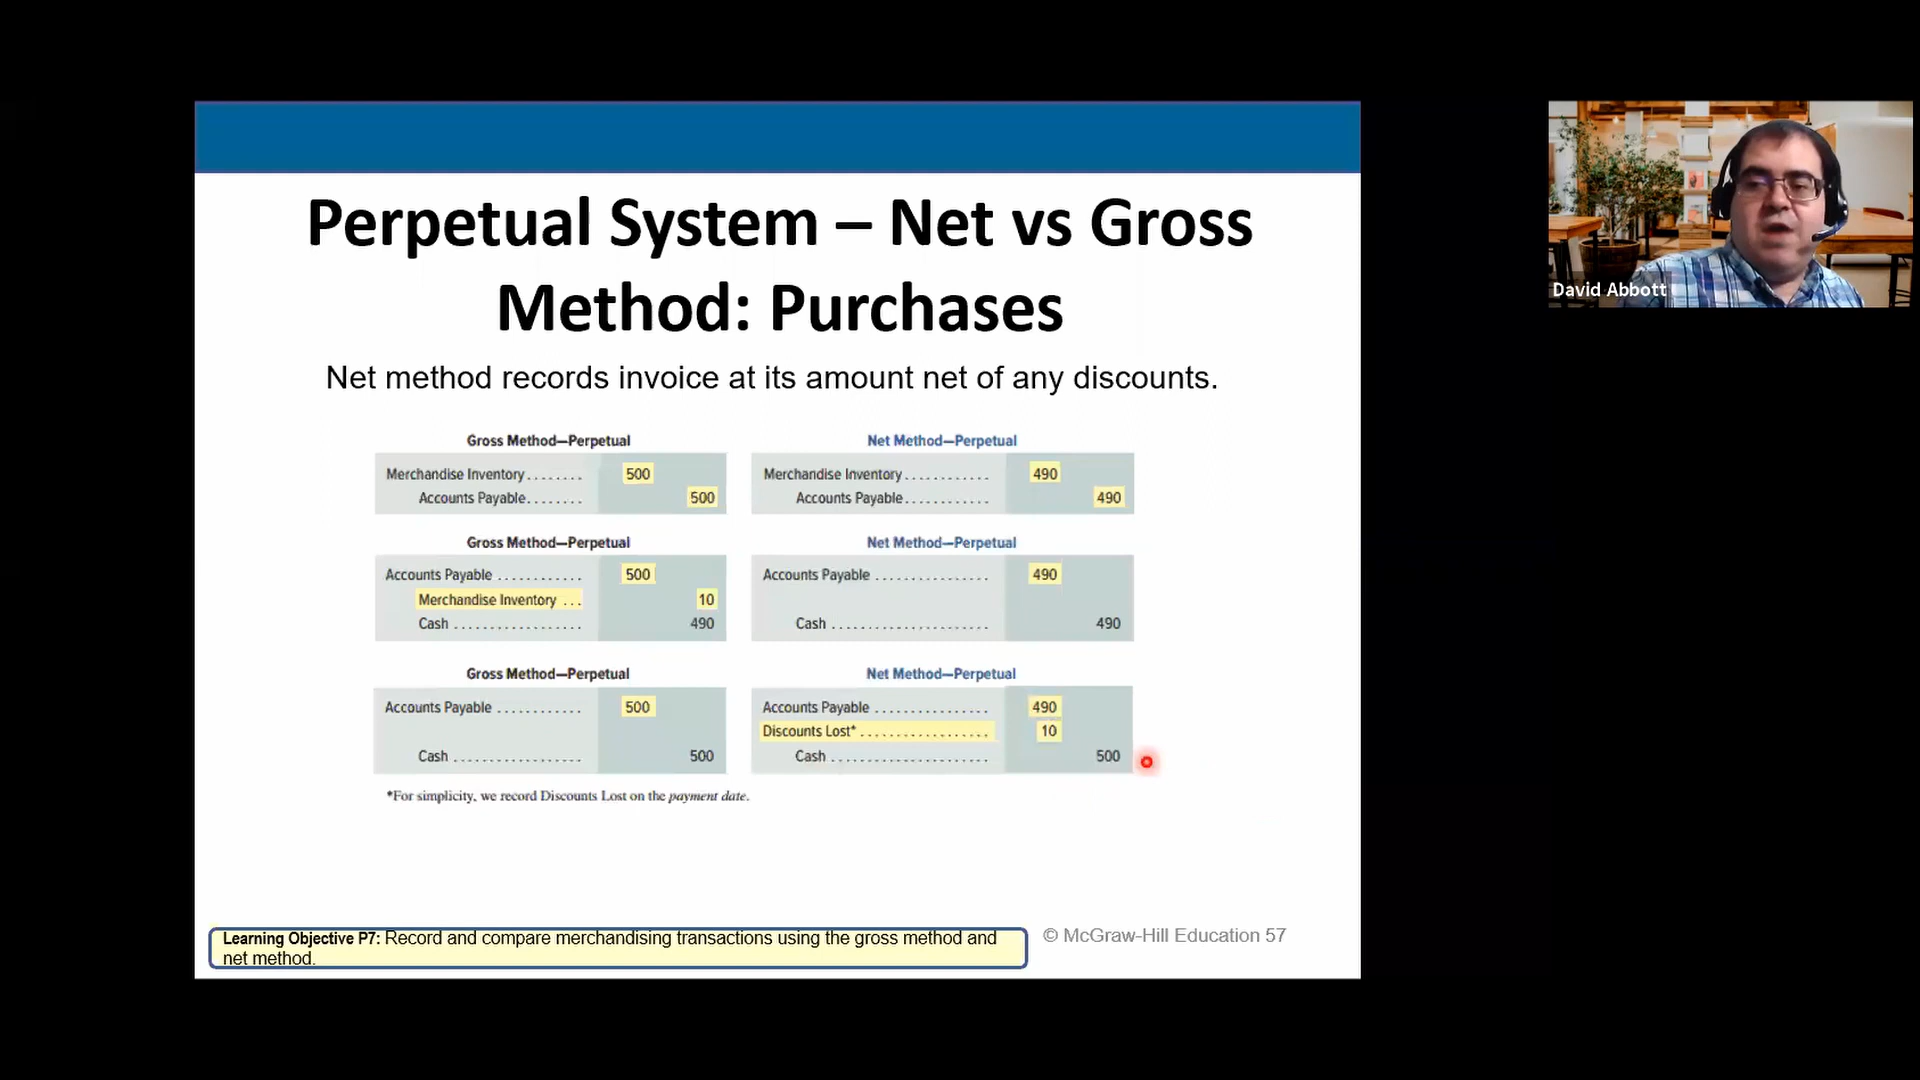 Perpetual System – Net vs Gross
Method: Purchases
Net method records invoice at its amount net of any discounts.
Gross Method—Perpetual
Merchandise Inventory........ 500
Accounts Payable........ 500
Net Method—Perpetual
Merchandise Inventory............ 490
Accounts Payable............ 490
Gross Method—Perpetual
Accounts Payable ............ 500
Merchandise Inventory ... 10
Cash .................. 490
Net Method—Perpetual
Accounts Payable ................ 490
Cash ...................... 490
Gross Method—Perpetual
Accounts Payable ............ 500
Cash .................. 500
Net Method—Perpetual
Accounts Payable ................ 490
Discounts Lost* .................. 10
Cash ...................... 500
*For simplicity, we record Discounts Lost on the payment date.
Learning Objective P7: Record and compare merchandising transactions using the gross method and
net method.
© McGraw-Hill Education 57
David Abbott